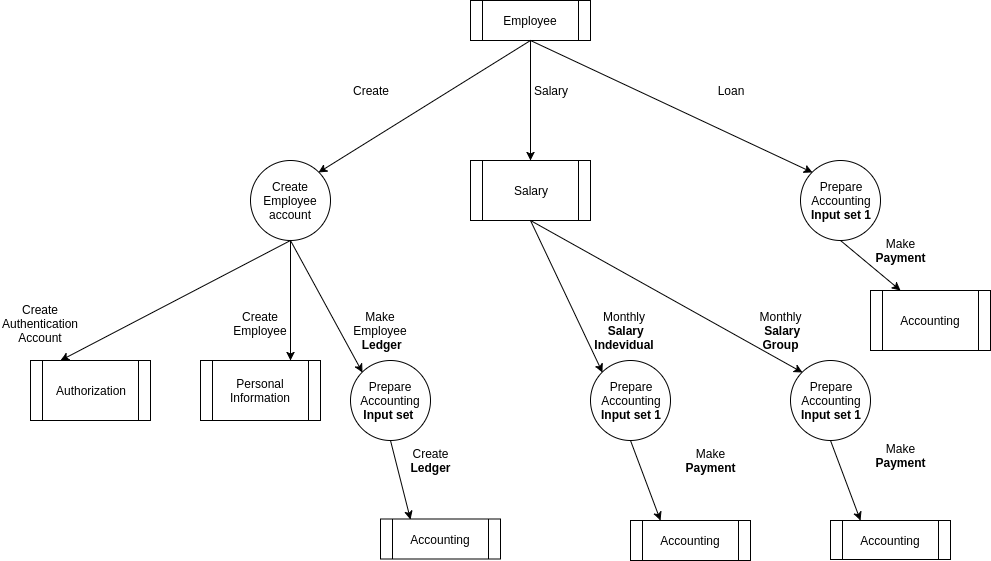 Employee
Create
Salary
Loan
Create
Employee
account
Salary
Prepare
Accounting
Input set 1
Make
Payment
Accounting
Create
Authentication
Account
Create
Employee
Make
Employee
Ledger
Monthly
Salary
Indevidual
Monthly
Salary
Group
Authorization
Personal
Information
Prepare
Accounting
Input set
Prepare
Accounting
Input set 1
Prepare
Accounting
Input set 1
Create
Ledger
Make
Payment
Make
Payment
Accounting
Accounting
Accounting